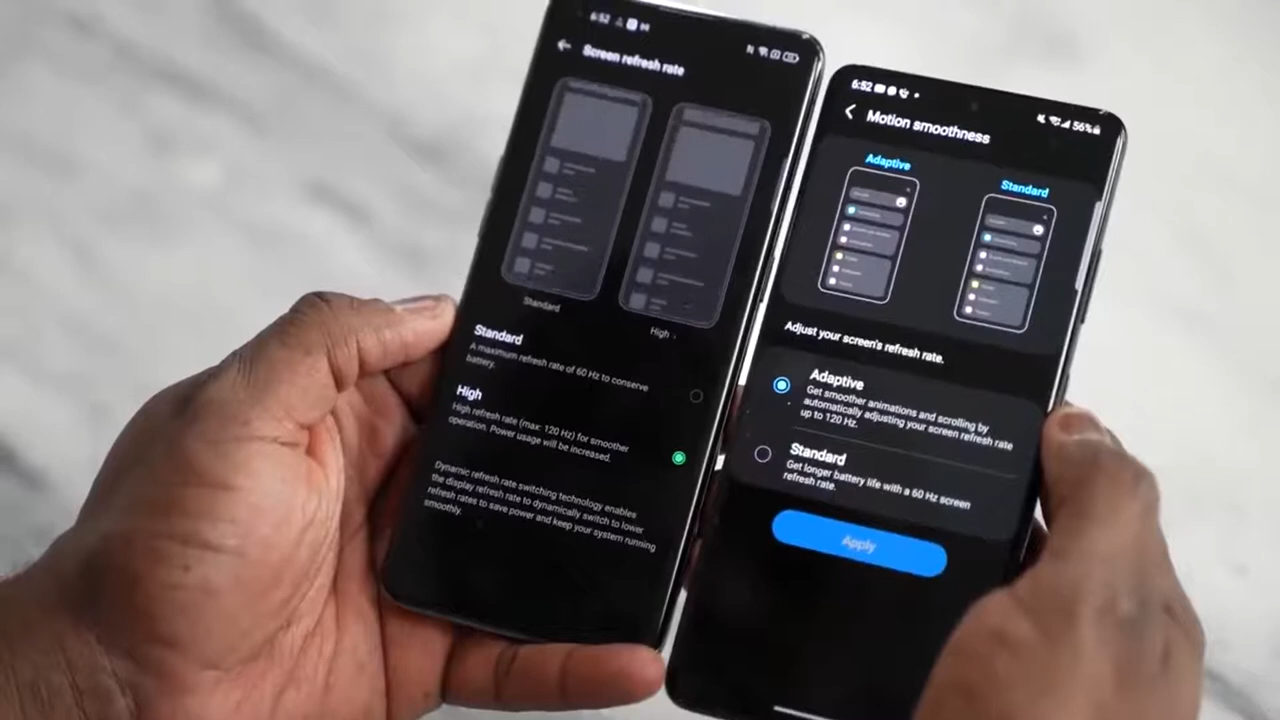 6:52
Screen refresh rate
Standard
High
Standard
A maximum refresh rate of 60 Hz to conserve
battery.
High
High refresh rate (max: 120 Hz) for smoother
operation. Power usage will be increased.
Dynamic refresh rate switching technology enables
the display refresh rate to dynamically switch to lower
refresh rates to save power and keep your system running
smoothly.
6:52
56%
Motion smoothness
Adaptive
Standard
Adjust your screen's refresh rate.
Adaptive
Get smoother animations and scrolling by
automatically adjusting your screen refresh rate
up to 120 Hz.
Standard
Get longer battery life with a 60 Hz screen
refresh rate.
Apply